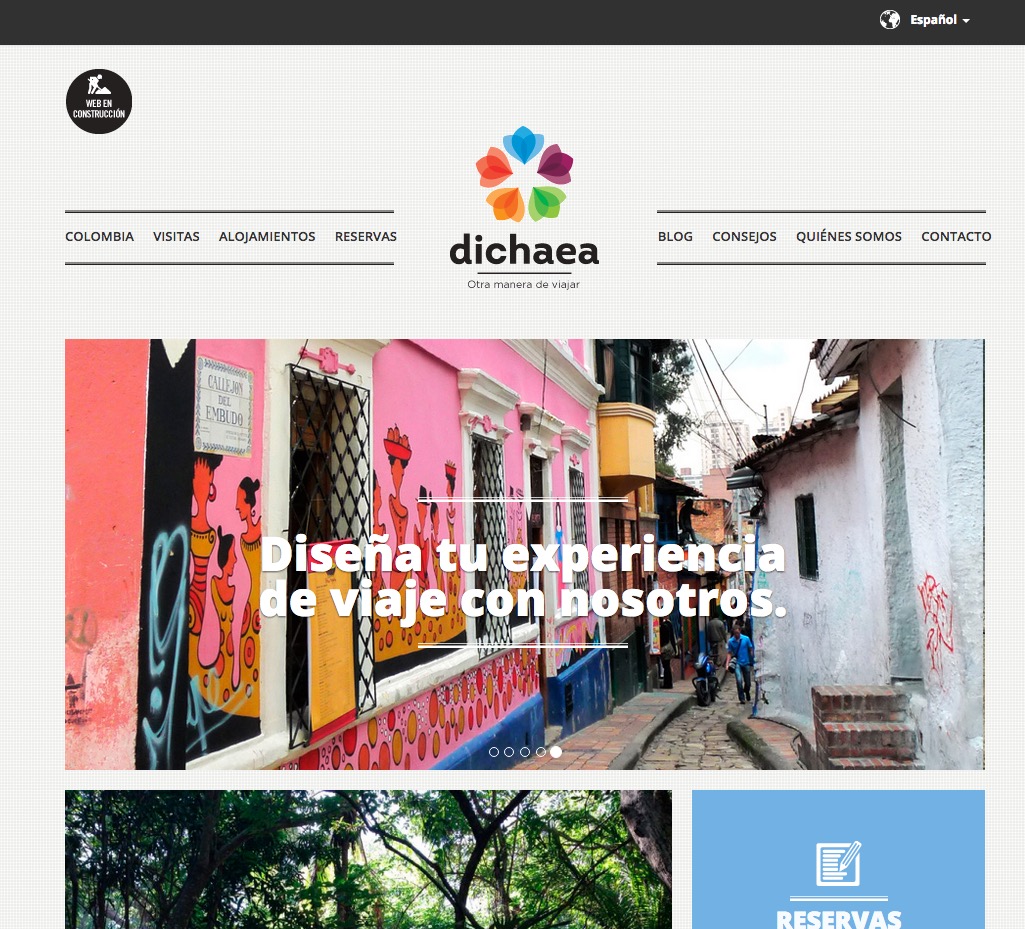 Español
WEB EN
CONSTRUCCIÓN
COLOMBIA VISITAS ALOJAMIENTOS RESERVAS
dichaea
Otra manera de viajar
BLOG CONSEJOS QUIÉNES SOMOS CONTACTO
CALLEJON
DEL
EMBUDO
Diseña tu experiencia
de viaje con nosotros.
RESERVAS